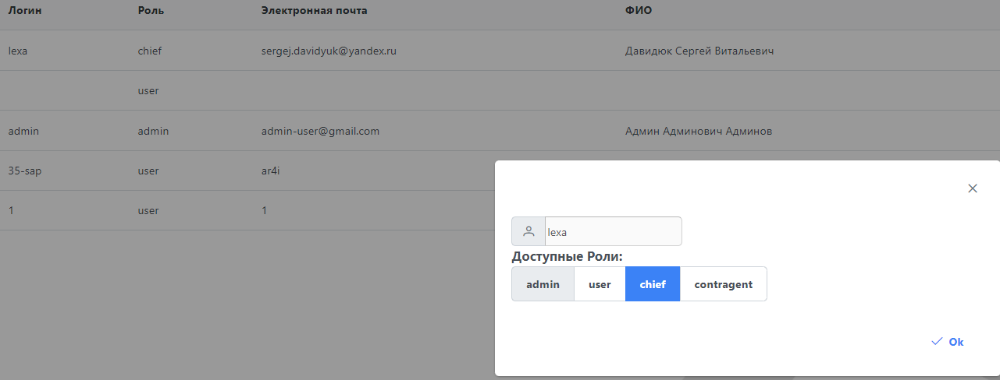 Логин Роль Электронная почта ФИО
lexa chief sergej.davidyuk@yandex.ru Давидюк Сергей Витальевич
user
admin admin admin-user@gmail.com Админ Админович Админов
35-sap user ar4i
1 user 1
lexa
Доступные Роли:
admin user chief contragent
Ok